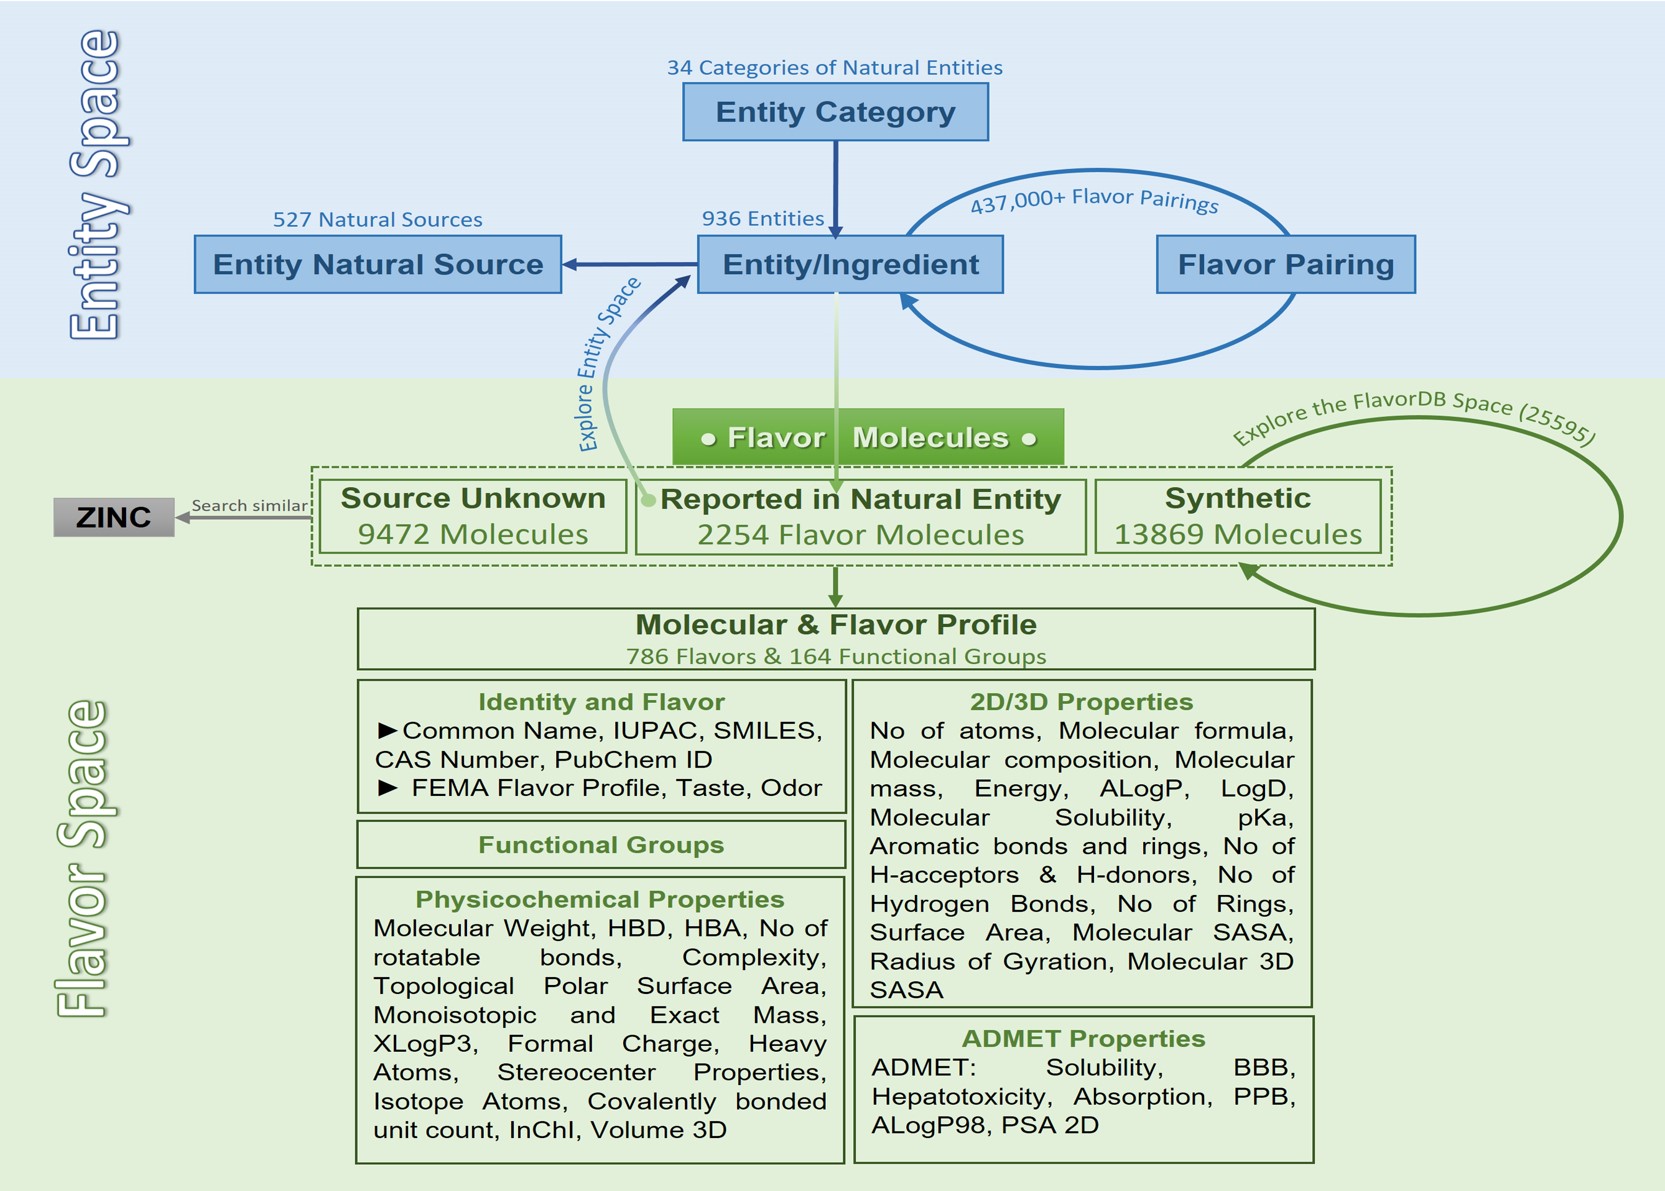 Entity Space
34 Categories of Natural Entities
Entity Category
437,000+ Flavor Pairings
527 Natural Sources
936 Entities
Entity Natural Source
Entity/Ingredient
Flavor Pairing
Explore Entity Space
Explore the FlavorDB Space (25595)
• Flavor Molecules •
ZINC
Search similar
Source Unknown
9472 Molecules
Reported in Natural Entity
2254 Flavor Molecules
Synthetic
13869 Molecules
Flavor Space
Molecular & Flavor Profile
786 Flavors & 164 Functional Groups
Identity and Flavor
►Common Name, IUPAC, SMILES,
CAS Number, PubChem ID
► FEMA Flavor Profile, Taste, Odor
Functional Groups
Physicochemical Properties
Molecular Weight, HBD, HBA, No of
rotatable bonds, Complexity,
Topological Polar Surface Area,
Monoisotopic and Exact Mass,
XLogP3, Formal Charge, Heavy
Atoms, Stereocenter Properties,
Isotope Atoms, Covalently bonded
unit count, InChI, Volume 3D
2D/3D Properties
No of atoms, Molecular formula,
Molecular composition, Molecular
mass, Energy, ALogP, LogD,
Molecular Solubility, pKa,
Aromatic bonds and rings, No of
H-acceptors & H-donors, No of
Hydrogen Bonds, No of Rings,
Surface Area, Molecular SASA,
Radius of Gyration, Molecular 3D
SASA
ADMET Properties
ADMET: Solubility, BBB,
Hepatotoxicity, Absorption, PPB,
ALogP98, PSA 2D